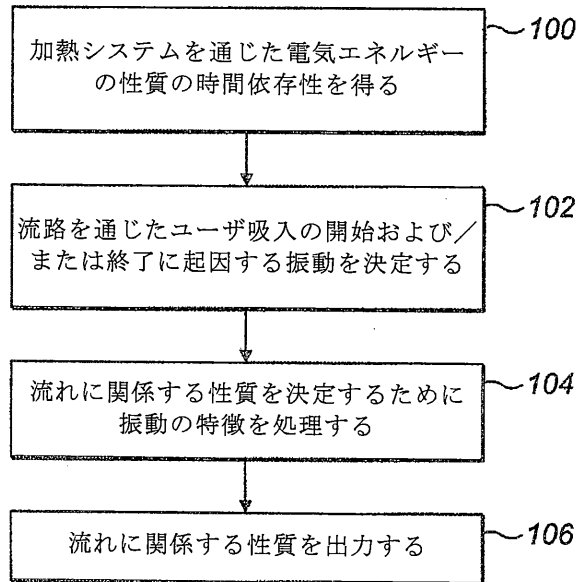 100
加熱システムを通じた電気エネルギー
の性質の時間依存性を得る
102
流路を通じたユーザ吸入の開始および／
または終了に起因する振動を決定する
104
流れに関係する性質を決定するために
振動の特徴を処理する
106
流れに関係する性質を出力する